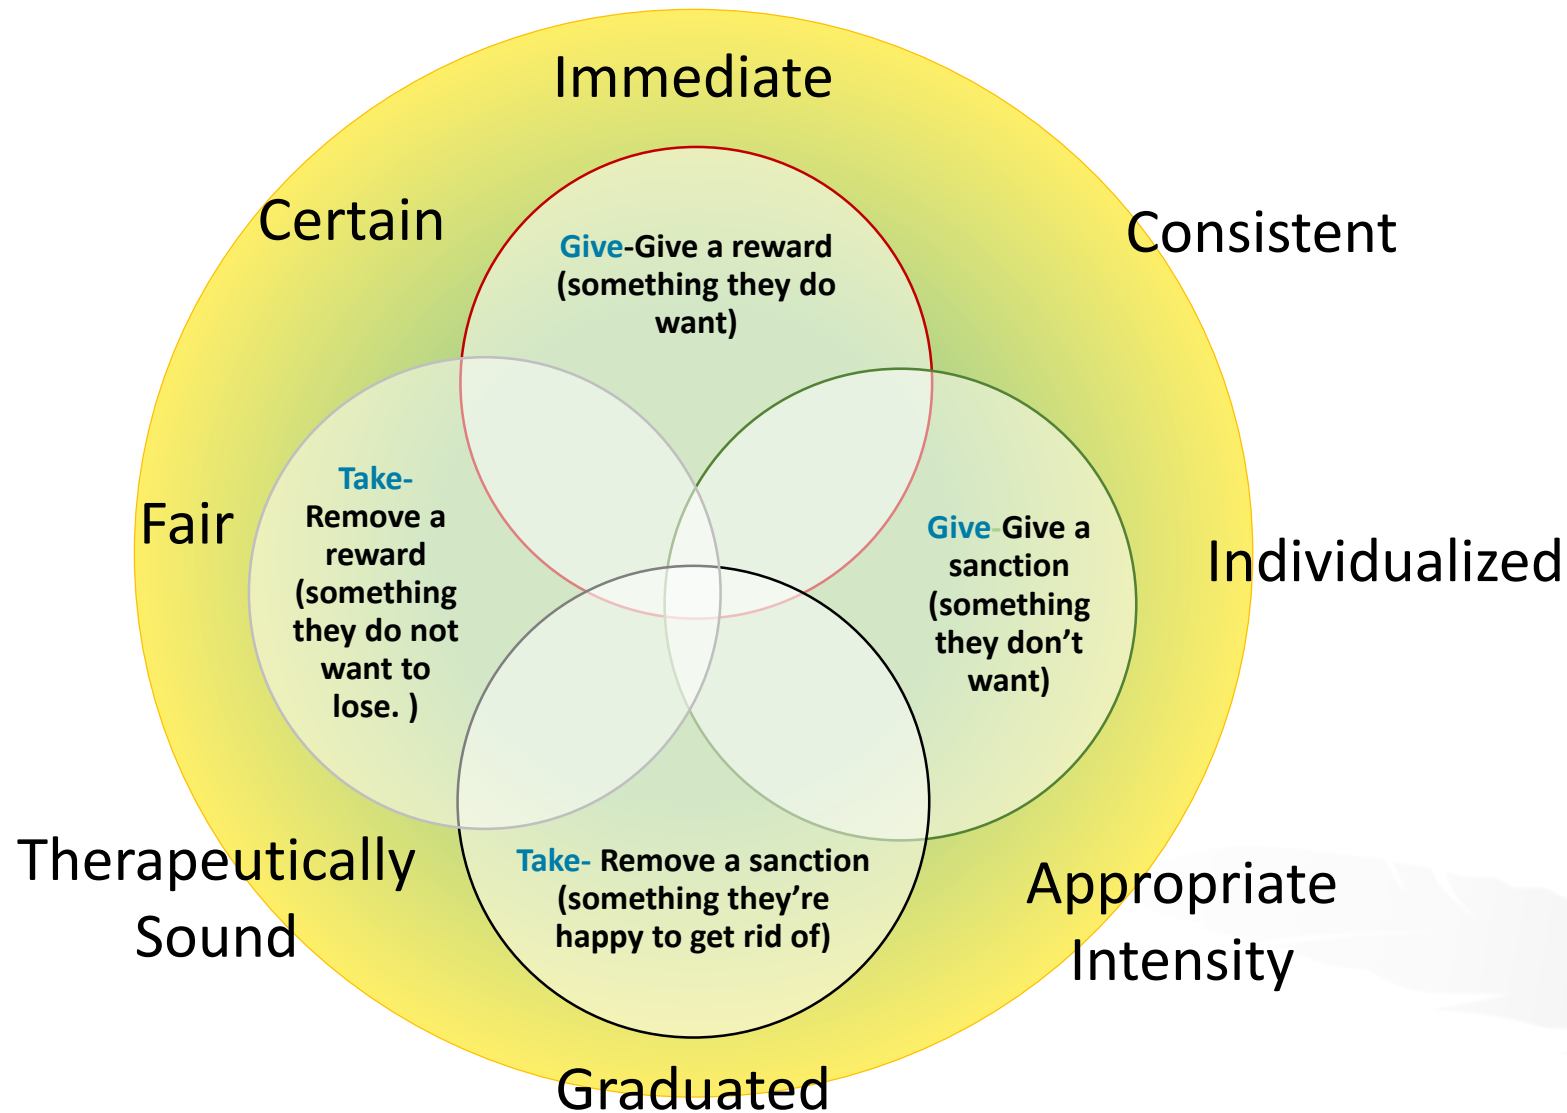 Immediate
Certain
Consistent
Give-Give a reward
(something they do
want)
Fair
Take-
Remove a
reward
(something
they do not
want to
lose. )
Give-Give a
sanction
(something
they don’t
want)
Individualized
Therapeutically
Sound
Take- Remove a sanction
(something they’re
happy to get rid of)
Appropriate
Intensity
Graduated